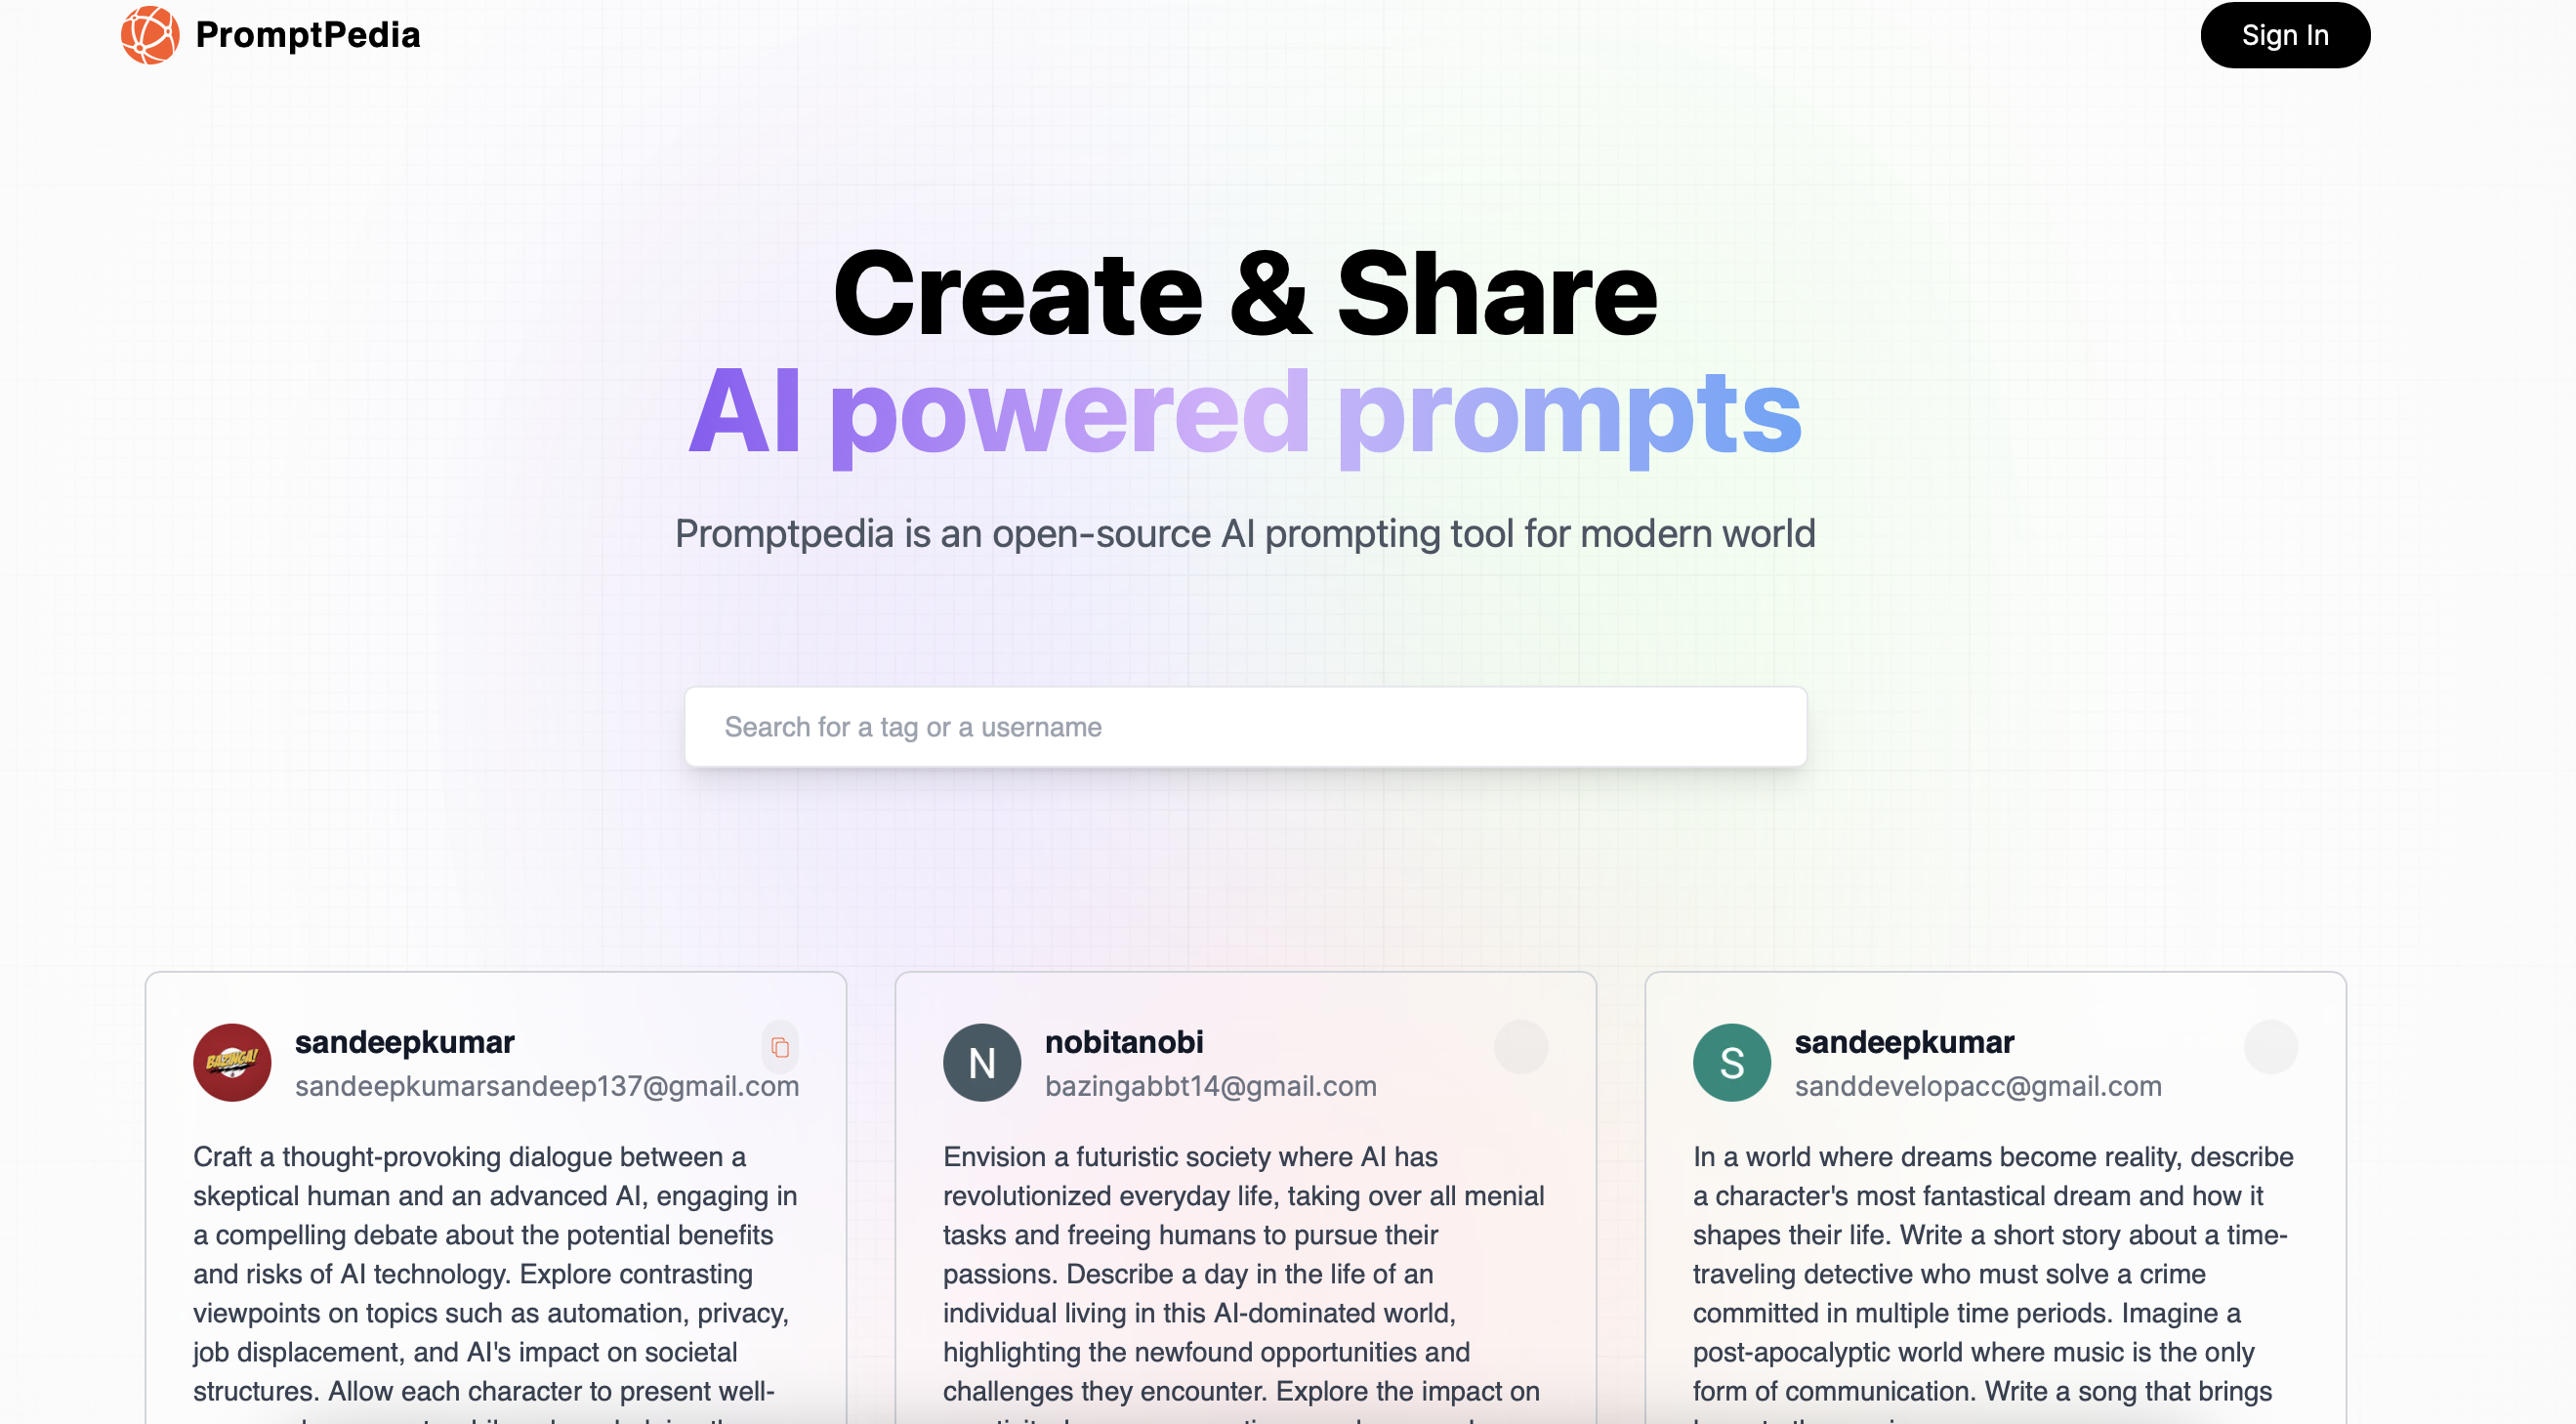 PromptPedia
Sign In
Create & Share
AI powered prompts
Promptpedia is an open-source AI prompting tool for modern world
Search for a tag or a username
BAZINGA!
sandeepkumar
sandeepkumarsandeep137@gmail.com
Craft a thought-provoking dialogue between a
skeptical human and an advanced AI, engaging in
a compelling debate about the potential benefits
and risks of AI technology. Explore contrasting
viewpoints on topics such as automation, privacy,
job displacement, and AI's impact on societal
structures. Allow each character to present well-
N
nobitanobi
bazingabbt14@gmail.com
Envision a futuristic society where AI has
revolutionized everyday life, taking over all menial
tasks and freeing humans to pursue their
passions. Describe a day in the life of an
individual living in this AI-dominated world,
highlighting the newfound opportunities and
challenges they encounter. Explore the impact on
S
sandeepkumar
sanddevelopacc@gmail.com
In a world where dreams become reality, describe
a character's most fantastical dream and how it
shapes their life. Write a short story about a time-
traveling detective who must solve a crime
committed in multiple time periods. Imagine a
post-apocalyptic world where music is the only
form of communication. Write a song that brings